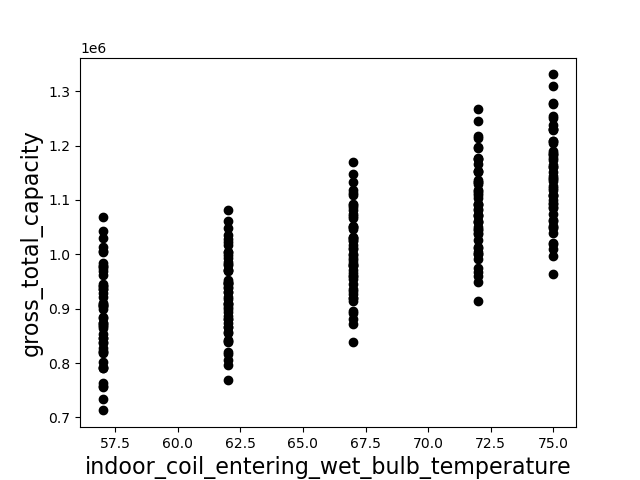 1e6
1.3
1.2
1.1
1.0
0.9
0.8
0.7
gross_total_capacity
57.5 60.0 62.5 65.0 67.5 70.0 72.5 75.0
indoor_coil_entering_wet_bulb_temperature